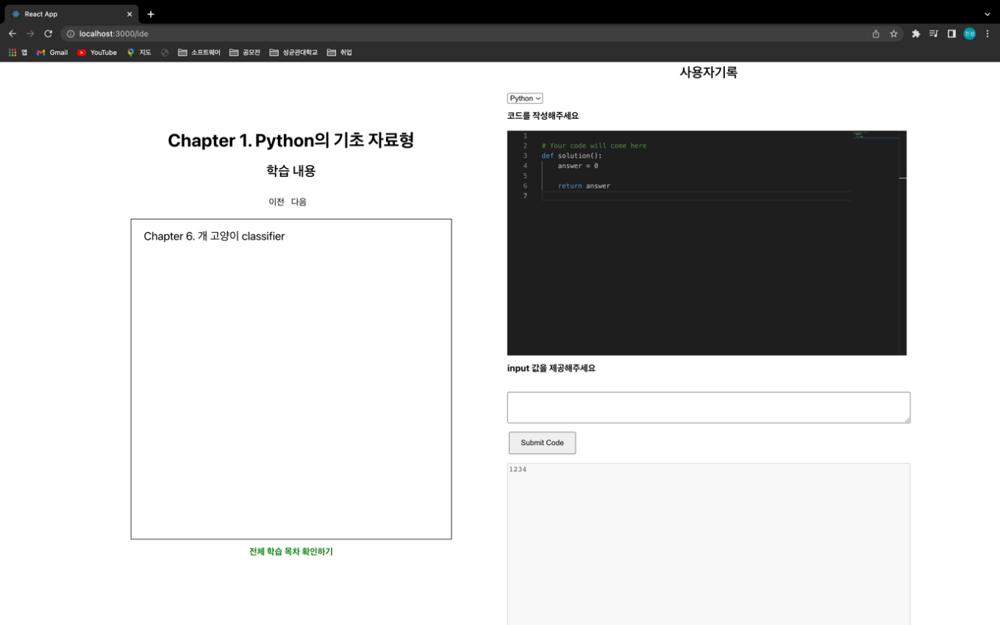 React App
localhost:3000/ide
진성
앱 Gmail YouTube 지도 소프트웨어 공모전 성균관대학교 취업
Chapter 1. Python의 기초 자료형
학습 내용
이전 다음
Chapter 6. 개 고양이 classifier
전체 학습 목차 확인하기
사용자기록
Python
코드를 작성해주세요
1
2 # Your code will come here
3 def solution():
4 answer = 0
5
6 return answer
7
input 값을 제공해주세요
Submit Code
1234